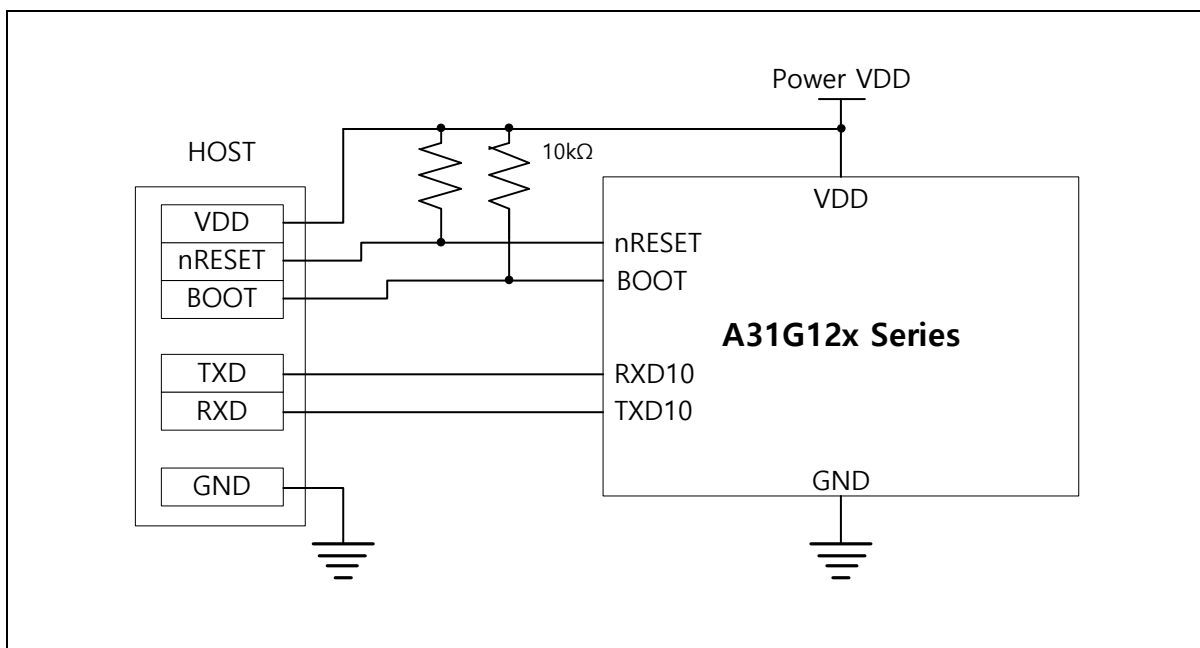 Power VDD
HOST
10kΩ
VDD
VDD
nRESET
nRESET
BOOT
BOOT
A31G12x Series
TXD
RXD10
RXD
TXD10
GND
GND